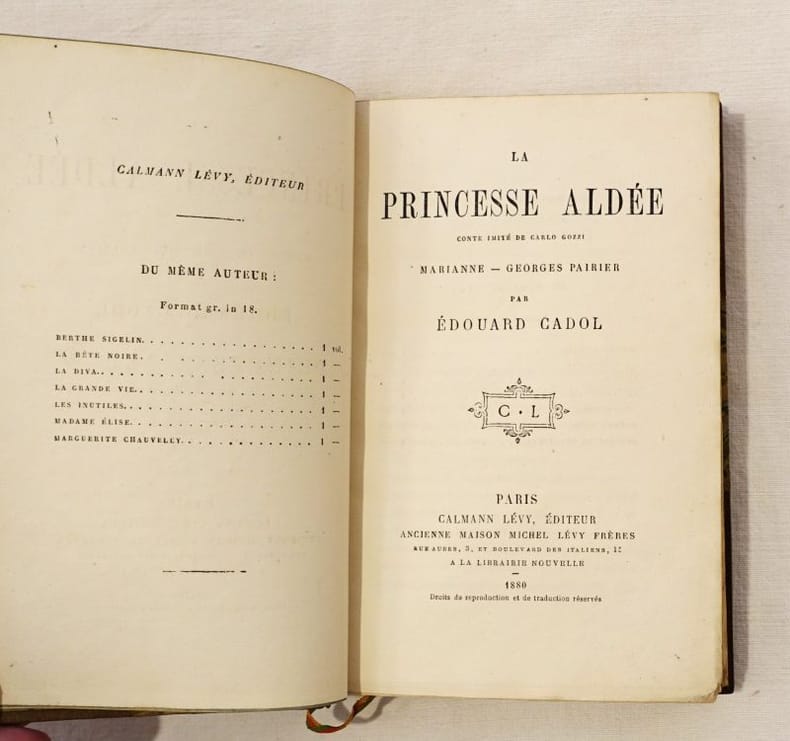 CALMANN LÉVY, ÉDITEUR
DU MÊME AUTEUR :
Format gr. in 18.
BERTHE SIGELIN. . . . . . . . . . . . . . . . . 1 vol.
LA BÊTE NOIRE. . . . . . . . . . . . . . . . . 1 —
LA DIVA. . . . . . . . . . . . . . . . . . . . 1 —
LA GRANDE VIE. . . . . . . . . . . . . . . . . 1 —
LES INUTILES. . . . . . . . . . . . . . . . . . 1 —
MADAME ÉLISE. . . . . . . . . . . . . . . . . . 1 —
MARGUERITE CHAUVELEY. . . . . . . . . . . . . . 1 —
LA
PRINCESSE ALDÉE
CONTE IMITÉ DE CARLO GOZZI
MARIANNE — GEORGES PAIRIER
PAR
ÉDOUARD CADOL
C · L
PARIS
CALMANN LÉVY, ÉDITEUR
ANCIENNE MAISON MICHEL LÉVY FRÈRES
RUE AUBER, 3, ET BOULEVARD DES ITALIENS, 15
A LA LIBRAIRIE NOUVELLE
1880
Droits de reproduction et de traduction réservés